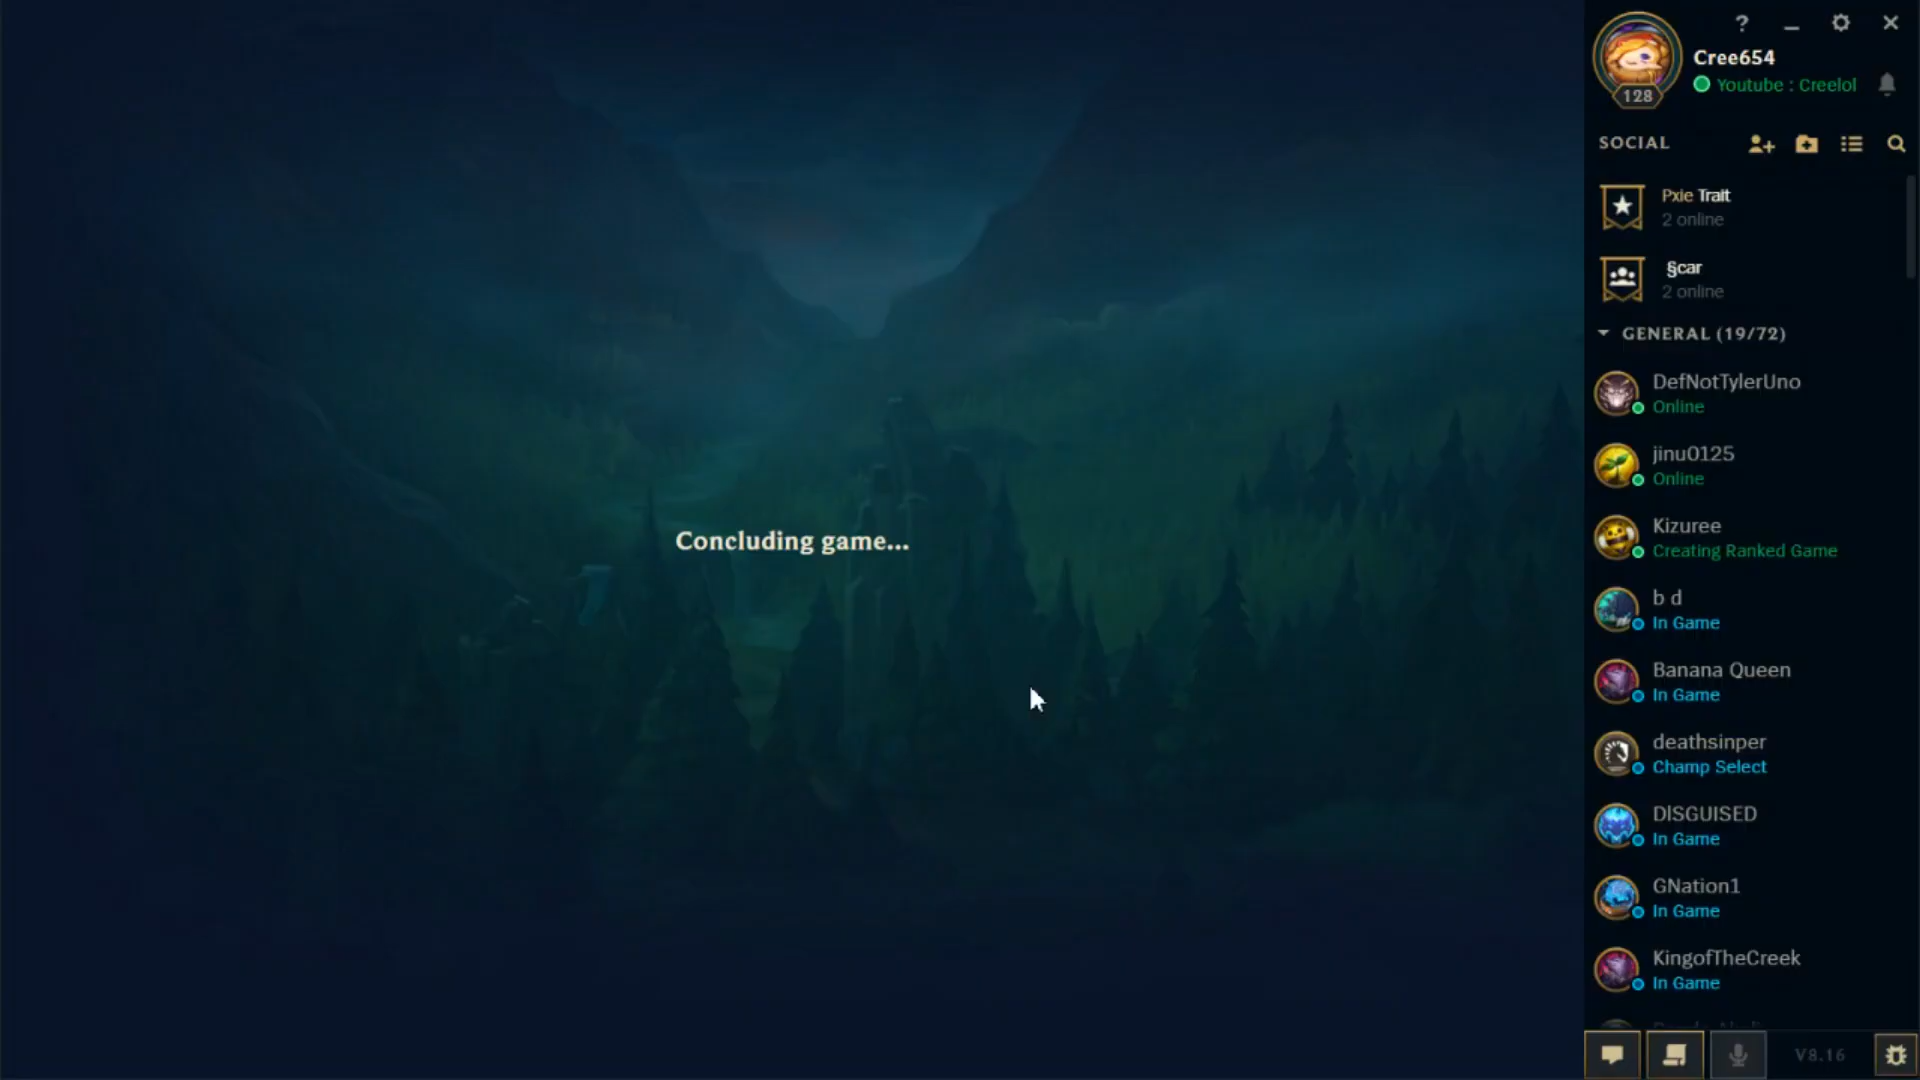 ?
Cree654
Youtube : Creelol
128
SOCIAL
Pxie Trait
2 online
§car
2 online
GENERAL (19/72)
DefNotTylerUno
Online
jinu0125
Online
Kizuree
Creating Ranked Game
b d
In Game
Banana Queen
In Game
deathsinper
Champ Select
DISGUISED
In Game
GNation1
In Game
KingofTheCreek
In Game
V8.16
Concluding game...